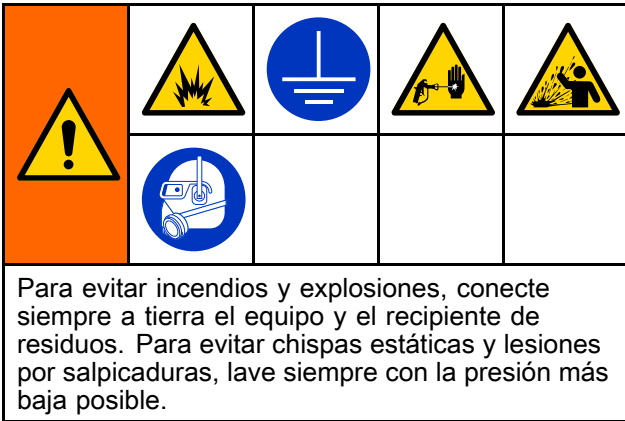 Para evitar incendios y explosiones, conecte
siempre a tierra el equipo y el recipiente de
residuos. Para evitar chispas estáticas y lesiones
por salpicaduras, lave siempre con la presión más
baja posible.